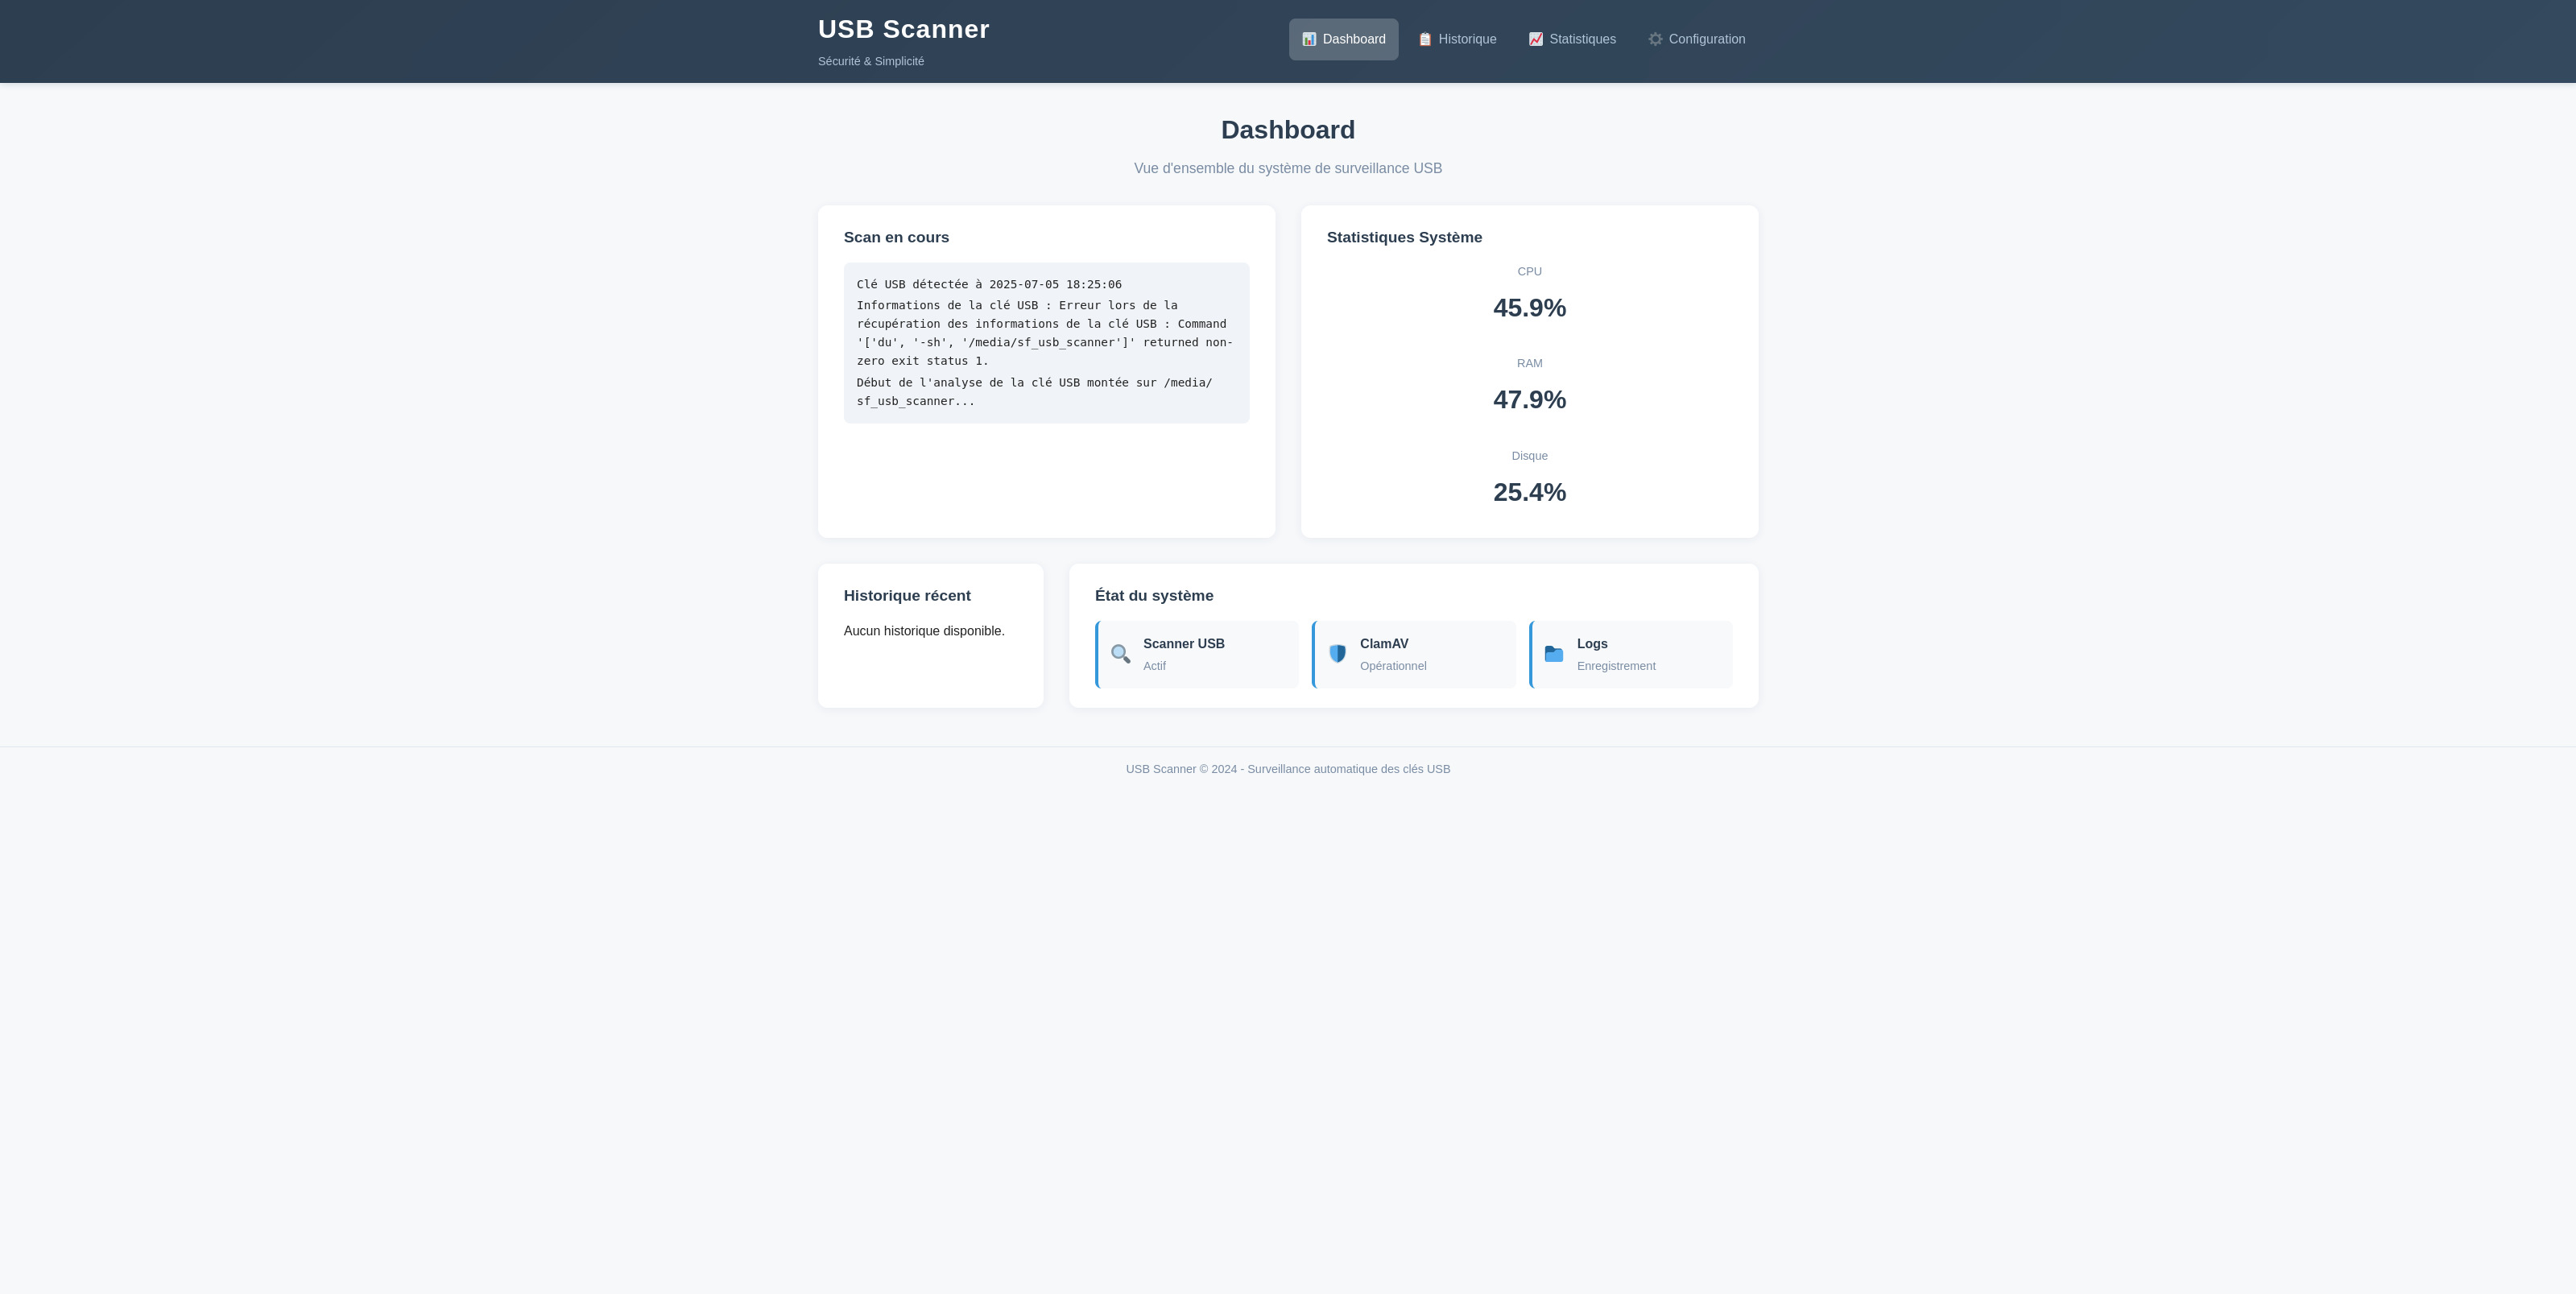 USB Scanner
Sécurité & Simplicité
Dashboard
Historique
Statistiques
Configuration
Dashboard
Vue d'ensemble du système de surveillance USB
Scan en cours
Clé USB détectée à 2025-07-05 18:25:06
Informations de la clé USB : Erreur lors de la
récupération des informations de la clé USB : Command
'['du', '-sh', '/media/sf_usb_scanner']' returned non-
zero exit status 1.
Début de l'analyse de la clé USB montée sur /media/
sf_usb_scanner...
Statistiques Système
CPU
45.9%
RAM
47.9%
Disque
25.4%
Historique récent
Aucun historique disponible.
État du système
Scanner USB
Actif
ClamAV
Opérationnel
Logs
Enregistrement
USB Scanner © 2024 - Surveillance automatique des clés USB